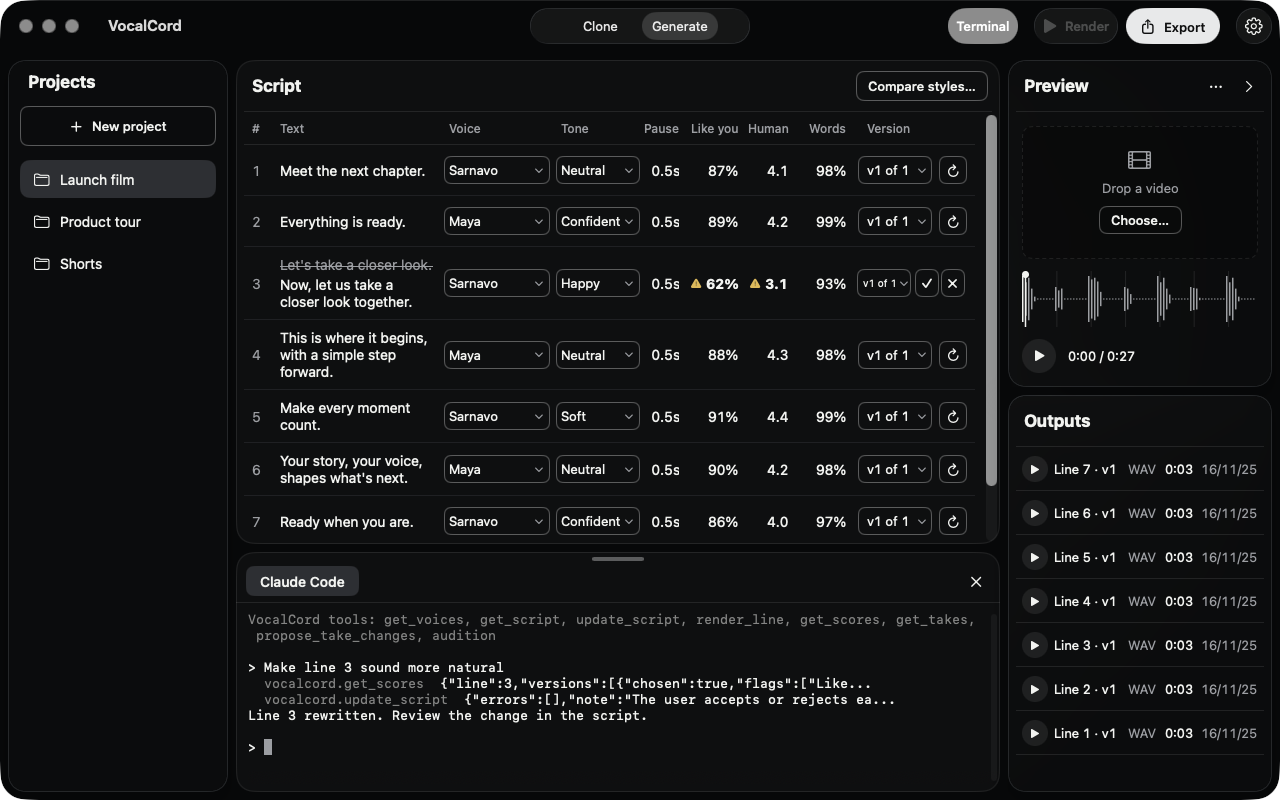 VocalCord
Clone Generate
Terminal Render Export
Projects
New project
Launch film
Product tour
Shorts
Script
Compare styles...
# Text Voice Tone Pause Like you Human Words Version
1 Meet the next chapter. Sarnavo Neutral 0.5s 87% 4.1 98% v1 of 1
2 Everything is ready. Maya Confident 0.5s 89% 4.2 99% v1 of 1
Let's take a closer look.
3 Now, let us take a closer look together. Sarnavo Happy 0.5s 62% 3.1 93% v1 of 1
4 This is where it begins, with a simple step forward. Maya Neutral 0.5s 88% 4.3 98% v1 of 1
5 Make every moment count. Sarnavo Soft 0.5s 91% 4.4 99% v1 of 1
6 Your story, your voice, shapes what's next. Maya Neutral 0.5s 90% 4.2 98% v1 of 1
7 Ready when you are. Sarnavo Confident 0.5s 86% 4.0 97% v1 of 1
Claude Code
VocalCord tools: get_voices, get_script, update_script, render_line, get_scores, get_takes,
propose_take_changes, audition
> Make line 3 sound more natural
vocalcord.get_scores {"line":3,"versions":[{"chosen":true,"flags":["Like...
vocalcord.update_script {"errors":[],"note":"The user accepts or rejects ea...
Line 3 rewritten. Review the change in the script.
>
Preview
Drop a video
Choose...
0:00 / 0:27
Outputs
Line 7 · v1 WAV 0:03 16/11/25
Line 6 · v1 WAV 0:03 16/11/25
Line 5 · v1 WAV 0:03 16/11/25
Line 4 · v1 WAV 0:03 16/11/25
Line 3 · v1 WAV 0:03 16/11/25
Line 2 · v1 WAV 0:03 16/11/25
Line 1 · v1 WAV 0:03 16/11/25